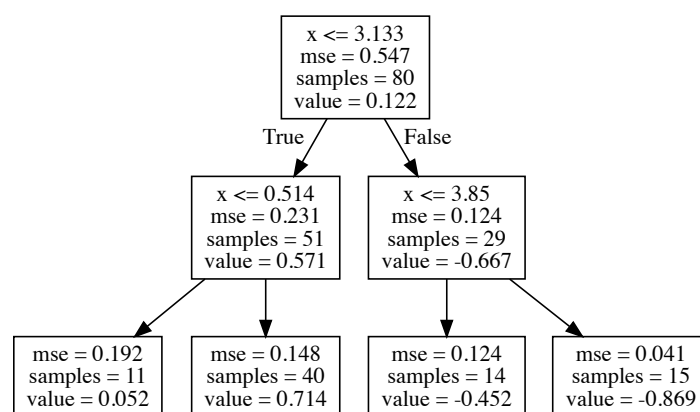 x <= 3.133
mse = 0.547
samples = 80
value = 0.122
True
False
x <= 0.514
mse = 0.231
samples = 51
value = 0.571
x <= 3.85
mse = 0.124
samples = 29
value = -0.667
mse = 0.192
samples = 11
value = 0.052
mse = 0.148
samples = 40
value = 0.714
mse = 0.124
samples = 14
value = -0.452
mse = 0.041
samples = 15
value = -0.869